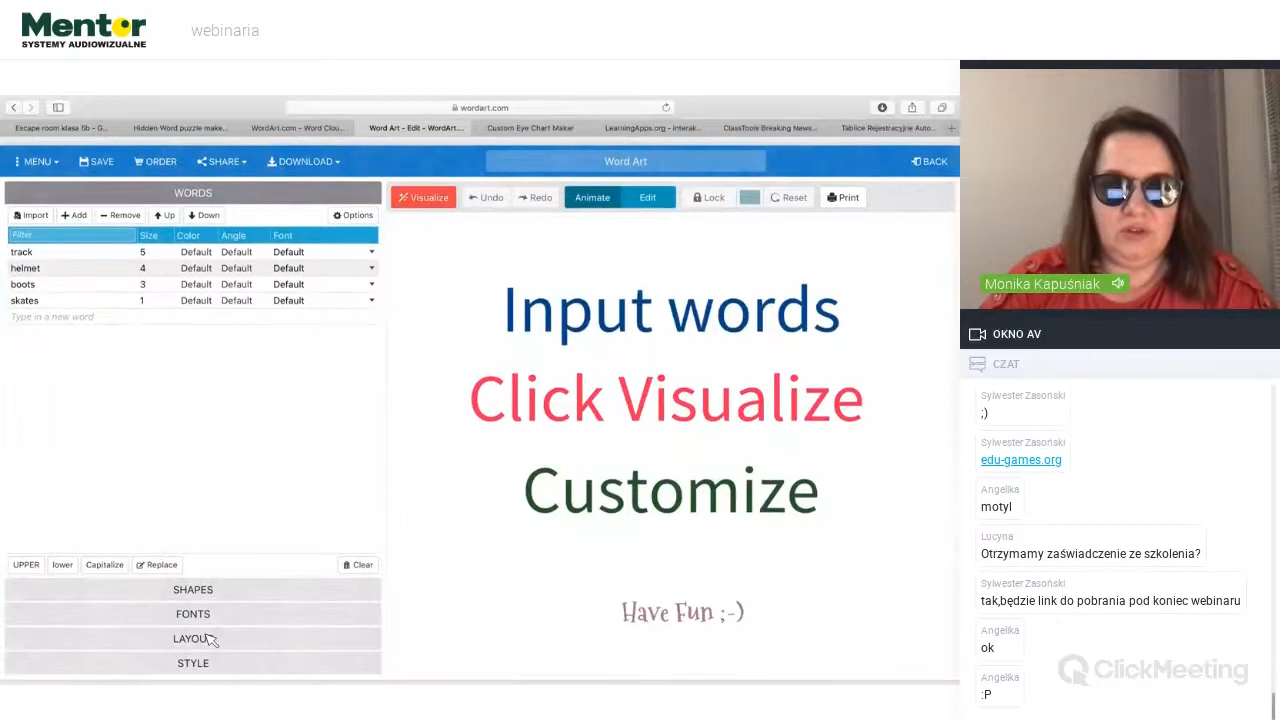 Mentor
SYSTEMY AUDIOWIZUALNE
webinaria
wordart.com
Escape room klasa 5b - G...
Hidden Word puzzle make...
WordArt.com - Word Clou...
Word Art - Edit - WordArt....
Custom Eye Chart Maker
LearningApps.org - interak...
ClassTools Breaking News...
Tablice Rejestracyjne Auto...
MENU
SAVE
ORDER
SHARE
DOWNLOAD
Word Art
BACK
WORDS
Import
Add
Remove
Up
Down
Options
Filter
Size
Color
Angle
Font
track 5 Default Default Default
helmet 4 Default Default Default
boots 3 Default Default Default
skates 1 Default Default Default
Type in a new word
UPPER
lower
Capitalize
Replace
Clear
SHAPES
FONTS
LAYOUT
STYLE
Visualize
Undo
Redo
Animate
Edit
Lock
Reset
Print
Input words
Click Visualize
Customize
Have Fun ;-)
Monika Kapuśniak
OKNO AV
CZAT
Sylwester Zasoński
;)
Sylwester Zasoński
edu-games.org
Angelika
motyl
Lucyna
Otrzymamy zaświadczenie ze szkolenia?
Sylwester Zasoński
tak,będzie link do pobrania pod koniec webinaru
Angelika
ok
Angelika
:P
ClickMeeting